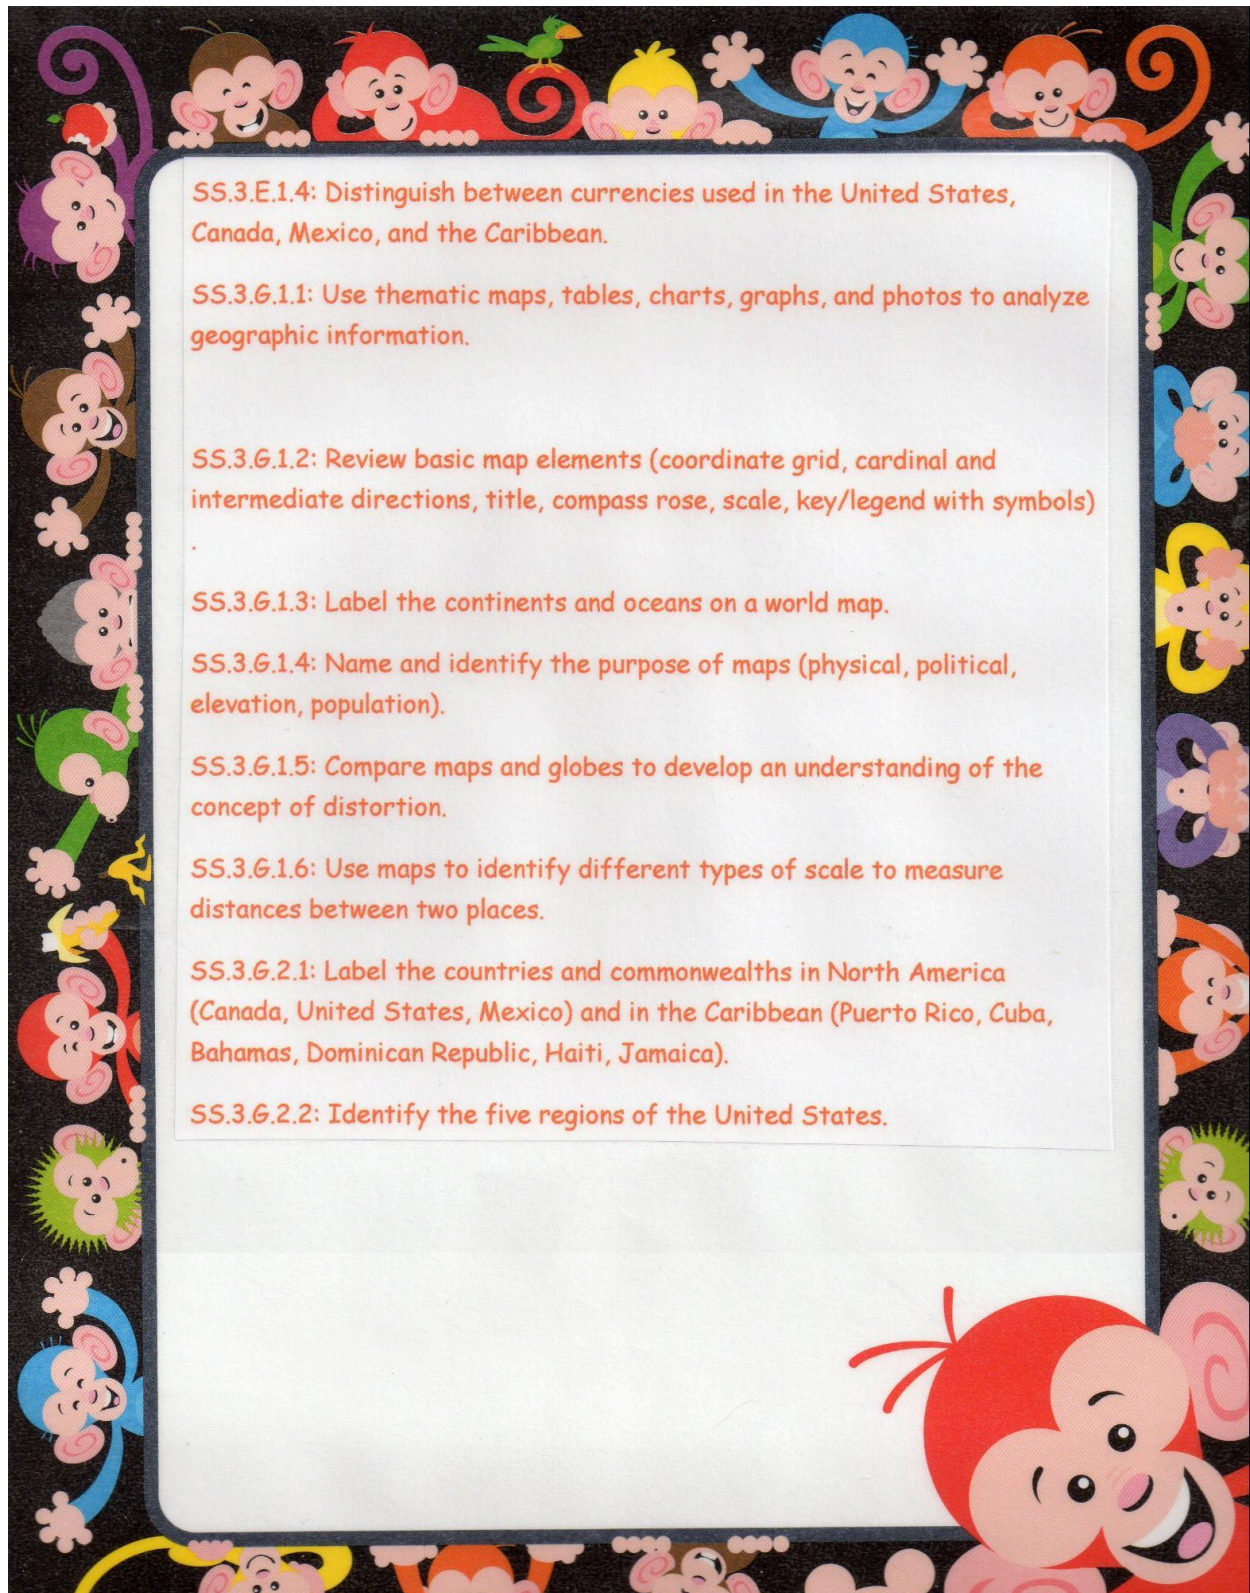 SS.3.E.1.4: Distinguish between currencies used in the United States,
Canada, Mexico, and the Caribbean.
SS.3.G.1.1: Use thematic maps, tables, charts, graphs, and photos to analyze
geographic information.
SS.3.G.1.2: Review basic map elements (coordinate grid, cardinal and
intermediate directions, title, compass rose, scale, key/legend with symbols)
.
SS.3.G.1.3: Label the continents and oceans on a world map.
SS.3.G.1.4: Name and identify the purpose of maps (physical, political,
elevation, population).
SS.3.G.1.5: Compare maps and globes to develop an understanding of the
concept of distortion.
SS.3.G.1.6: Use maps to identify different types of scale to measure
distances between two places.
SS.3.G.2.1: Label the countries and commonwealths in North America
(Canada, United States, Mexico) and in the Caribbean (Puerto Rico, Cuba,
Bahamas, Dominican Republic, Haiti, Jamaica).
SS.3.G.2.2: Identify the five regions of the United States.